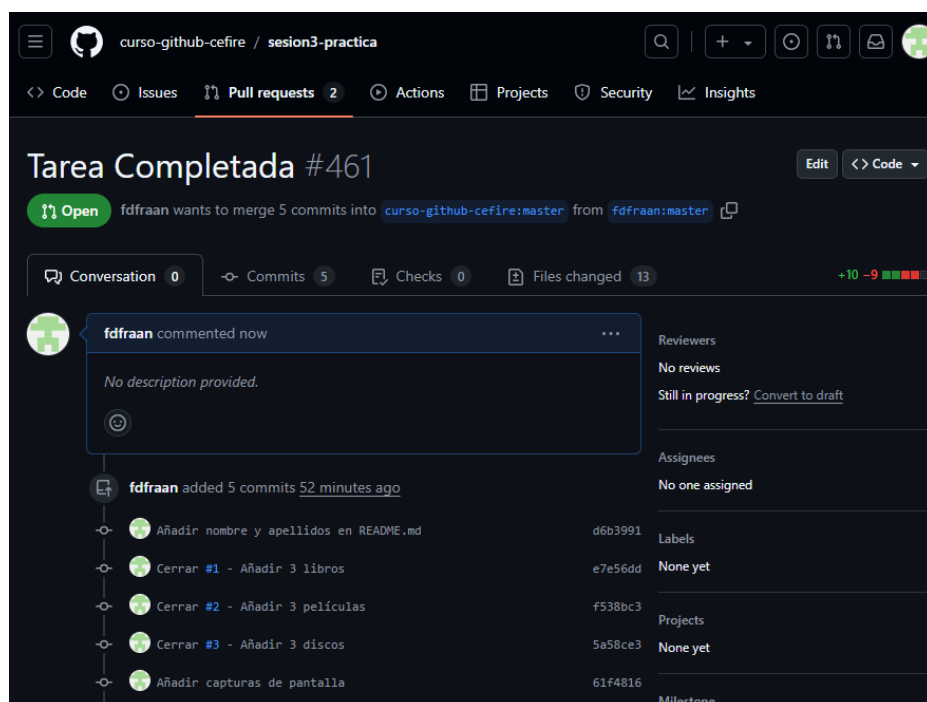 curso-github-cefire / sesion3-practica
Code Issues Pull requests 2 Actions Projects Security Insights
Tarea Completada #461
Edit Code
Open fdfraan wants to merge 5 commits into curso-github-cefire:master from fdfraan:master
Conversation 0 Commits 5 Checks 0 Files changed 13 +10 −9
fdfraan commented now
No description provided.
fdfraan added 5 commits 52 minutes ago
Añadir nombre y apellidos en README.md d6b3991
Cerrar #1 - Añadir 3 libros e7e56dd
Cerrar #2 - Añadir 3 películas f538bc3
Cerrar #3 - Añadir 3 discos 5a58ce3
Añadir capturas de pantalla 61f4816
Reviewers
No reviews
Still in progress? Convert to draft
Assignees
No one assigned
Labels
None yet
Projects
None yet
Milestone